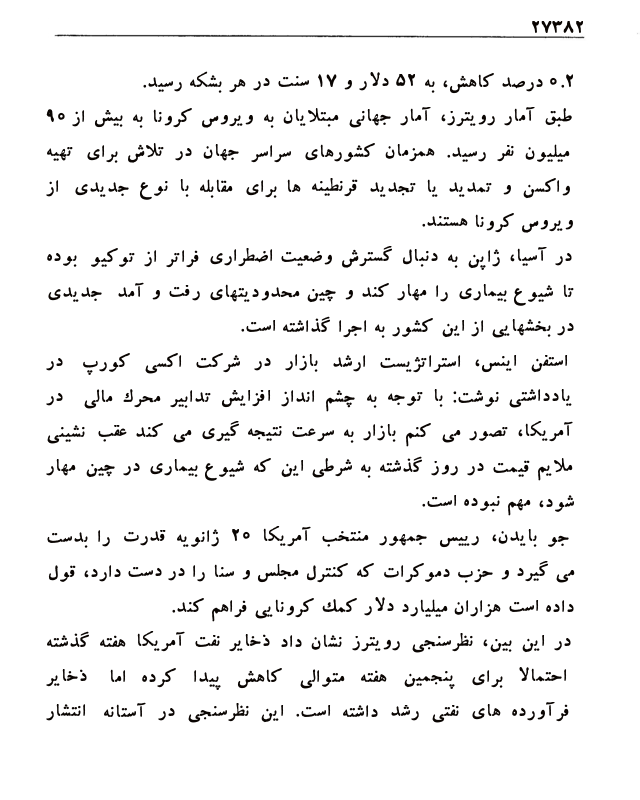 ۲۷۳۸۲
۰.۲ درصد کاهش، به ۵۲ دلار و ۱۷ سنت در هر بشکه رسید.
طبق آمار رویترز، آمار جهانی مبتلایان به ویروس کرونا به بیش از ۹۰
میلیون نفر رسید. همزمان کشورهای سراسر جهان در تلاش برای تهیه
واکسن و تمدید یا تجدید قرنطینه ها برای مقابله با نوع جدیدی از
ویروس کرونا هستند.
در آسیا، ژاپن به دنبال گسترش وضعیت اضطراری فراتر از توکیو بوده
تا شیوع بیماری را مهار کند و چین محدودیتهای رفت و آمد جدیدی
در بخشهایی از این کشور به اجرا گذاشته است.
استفن اینس، استراتژیست ارشد بازار در شرکت اکسی کورپ در
یادداشتی نوشت: با توجه به چشم انداز افزایش تدابیر محرك مالی در
آمریکا، تصور می کنم بازار به سرعت نتیجه گیری می کند عقب نشینی
ملایم قیمت در روز گذشته به شرطی این که شیوع بیماری در چین مهار
شود، مهم نبوده است.
جو بایدن، رییس جمهور منتخب آمریکا ۲۰ ژانویه قدرت را بدست
می گیرد و حزب دموکرات که کنترل مجلس و سنا را در دست دارد، قول
داده است هزاران میلیارد دلار کمك کرونایی فراهم کند.
در این بین، نظرسنجی رویترز نشان داد ذخایر نفت آمریکا هفته گذشته
احتمالا برای پنجمین هفته متوالی کاهش پیدا کرده اما ذخایر
فرآورده های نفتی رشد داشته است. این نظرسنجی در آستانه انتشار